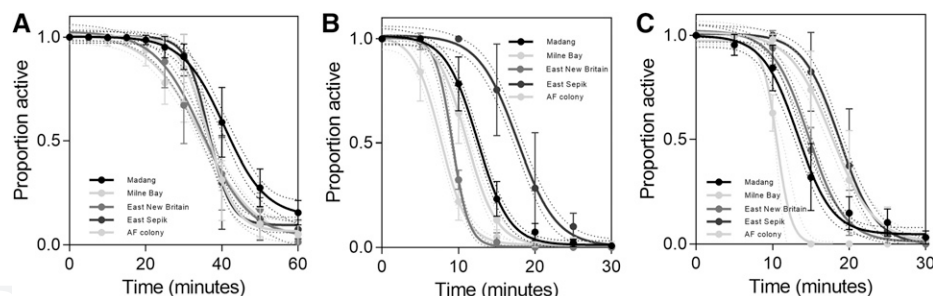 A
Proportion active
1.0
0.5
0.0
0
20
40
60
Time (minutes)
Madang
Milne Bay
East New Britain
East Sepik
AF colony
B
Proportion active
1.0
0.5
0.0
0
10
20
30
Time (minutes)
Madang
Milne Bay
East New Britain
East Sepik
AF colony
C
Proportion active
1.0
0.5
0.0
0
10
20
30
Time (minutes)
Madang
Milne Bay
East New Britain
East Sepik
AF colony